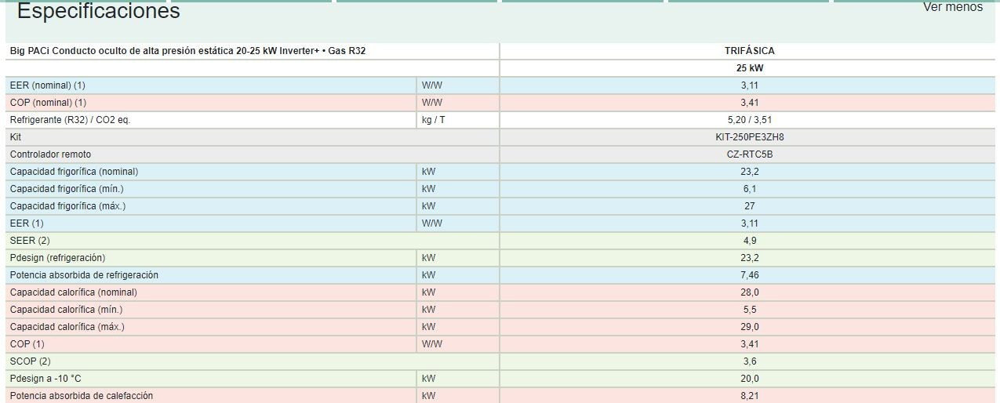 Especificaciones
Ver menos
Big PACi Conducto oculto de alta presión estática 20-25 kW Inverter+ • Gas R32 TRIFÁSICA
25 kW
EER (nominal) (1) W/W 3,11
COP (nominal) (1) W/W 3,41
Refrigerante (R32) / CO2 eq. kg / T 5,20 / 3,51
Kit KIT-250PE3ZH8
Controlador remoto CZ-RTC5B
Capacidad frigorífica (nominal) kW 23,2
Capacidad frigorífica (mín.) kW 6,1
Capacidad frigorífica (máx.) kW 27
EER (1) W/W 3,11
SEER (2) 4,9
Pdesign (refrigeración) kW 23,2
Potencia absorbida de refrigeración kW 7,46
Capacidad calorífica (nominal) kW 28,0
Capacidad calorífica (mín.) kW 5,5
Capacidad calorífica (máx.) kW 29,0
COP (1) W/W 3,41
SCOP (2) 3,6
Pdesign a -10 °C kW 20,0
Potencia absorbida de calefacción kW 8,21